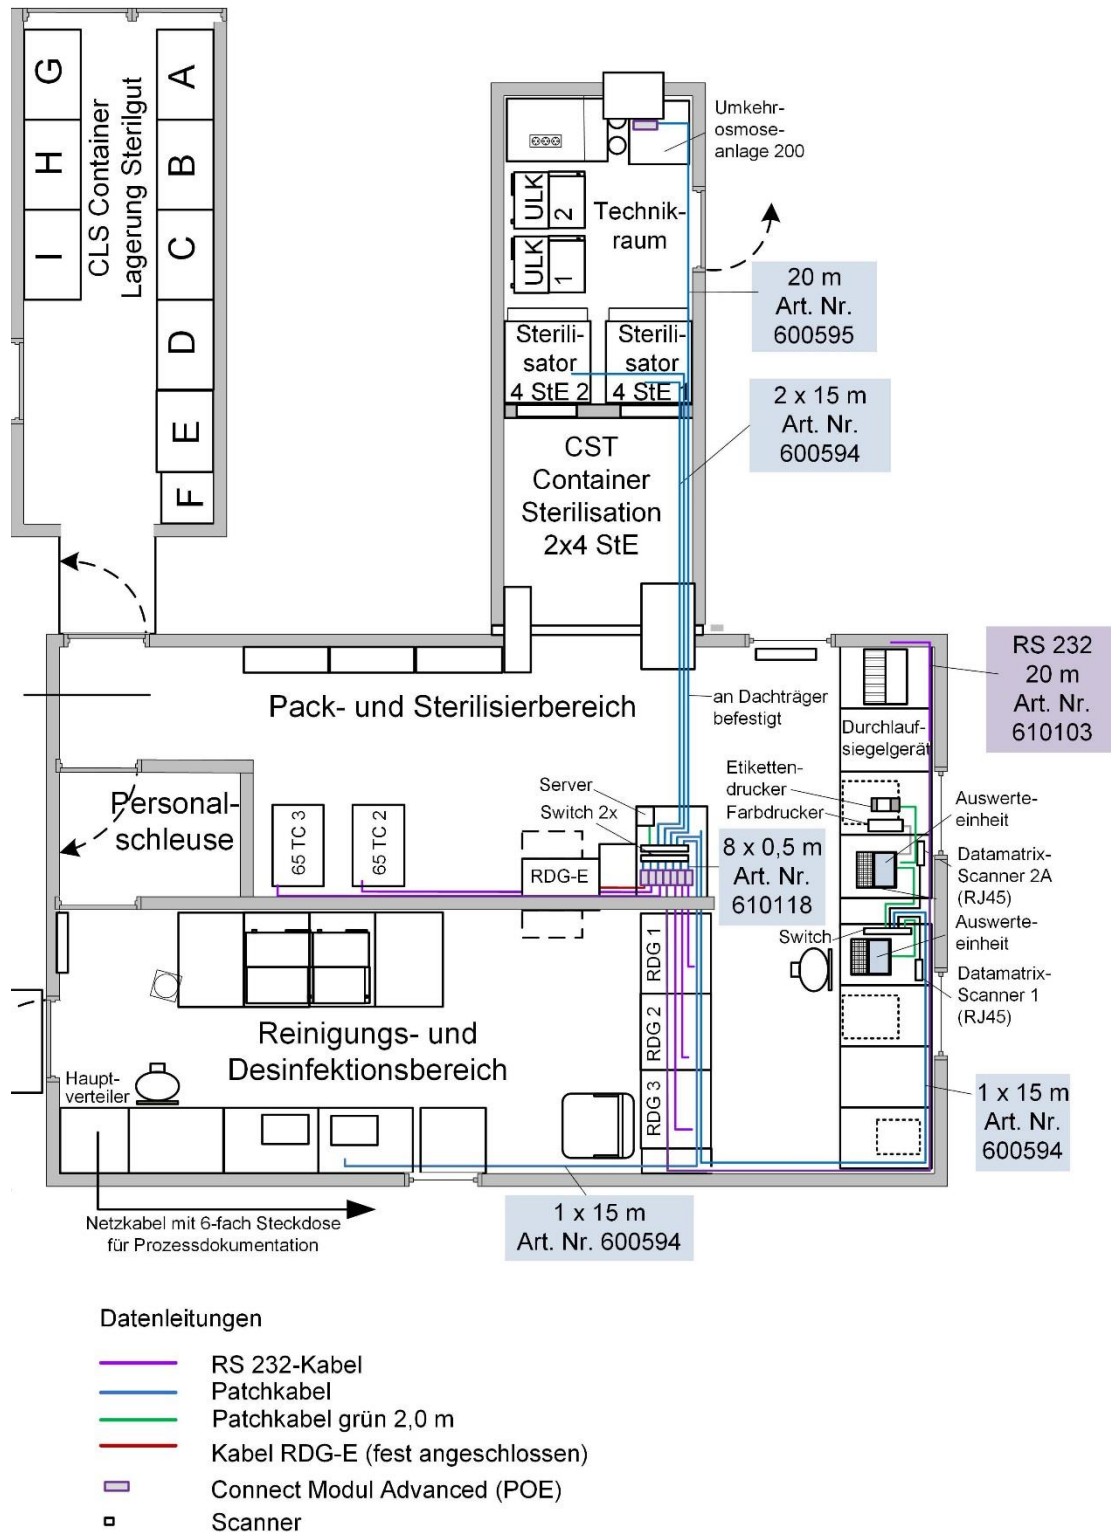 G
H
I
CLS Container
Lagerung Sterilgut
A
B
C
D
E
F
Umkehr-
osmose-
anlage 200
ULK
2
ULK
1
Technik-
raum
20 m
Art. Nr.
600595
Sterili-
sator
4 StE 2
Sterili-
sator
4 StE 1
2 x 15 m
Art. Nr.
600594
CST
Container
Sterilisation
2x4 StE
Pack- und Sterilisierbereich
an Dachträger
befestigt
RS 232
20 m
Art. Nr.
610103
Durchlauf-
siegelgerät
Personal-
schleuse
65 TC 3
65 TC 2
Server
Switch 2x
RDG-E
8 x 0,5 m
Art. Nr.
610118
Etiketten-
drucker
Farbdrucker
Auswerte-
einheit
Datamatrix-
Scanner 2A
(RJ45)
Switch
Auswerte-
einheit
Datamatrix-
Scanner 1
(RJ45)
RDG 1
RDG 2
RDG 3
Reinigungs- und
Desinfektionsbereich
Haupt-
verteiler
1 x 15 m
Art. Nr.
600594
Netzkabel mit 6-fach Steckdose
für Prozessdokumentation
1 x 15 m
Art. Nr. 600594
Datenleitungen
RS 232-Kabel
Patchkabel
Patchkabel grün 2,0 m
Kabel RDG-E (fest angeschlossen)
Connect Modul Advanced (POE)
Scanner